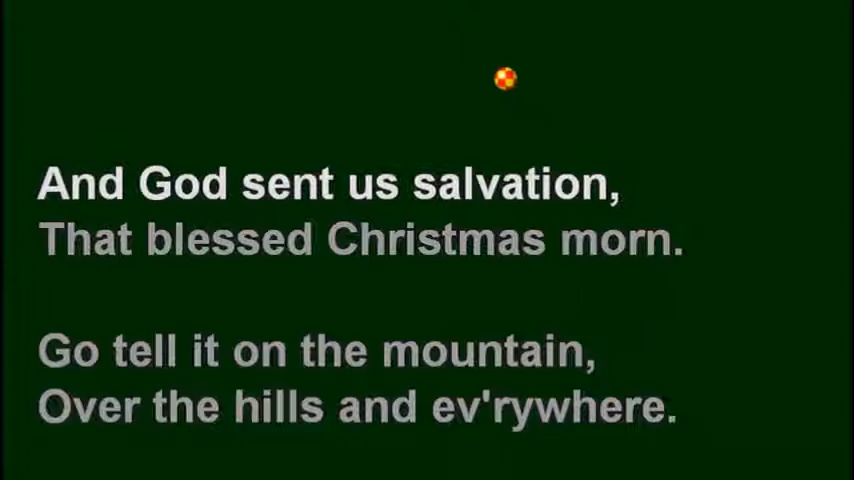 And God sent us salvation,
That blessed Christmas morn.
Go tell it on the mountain,
Over the hills and ev'rywhere.